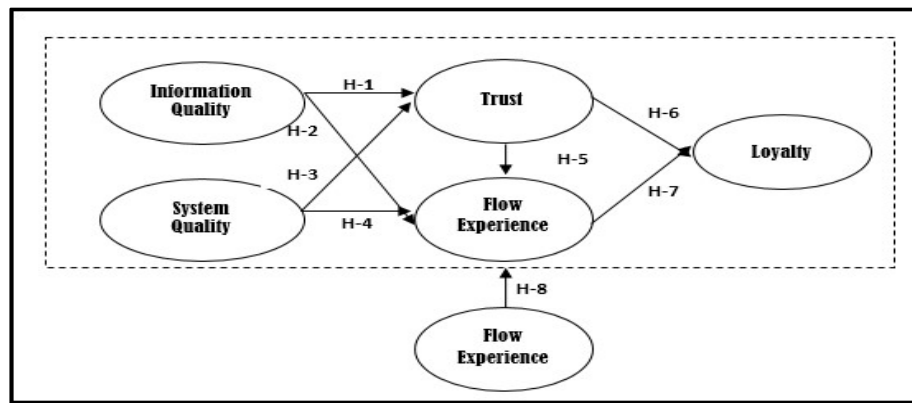 Information
Quality
H-1
Trust
H-2
H-6
Loyalty
H-3
H-5
System
Quality
H-4
Flow
Experience
H-7
H-8
Flow
Experience